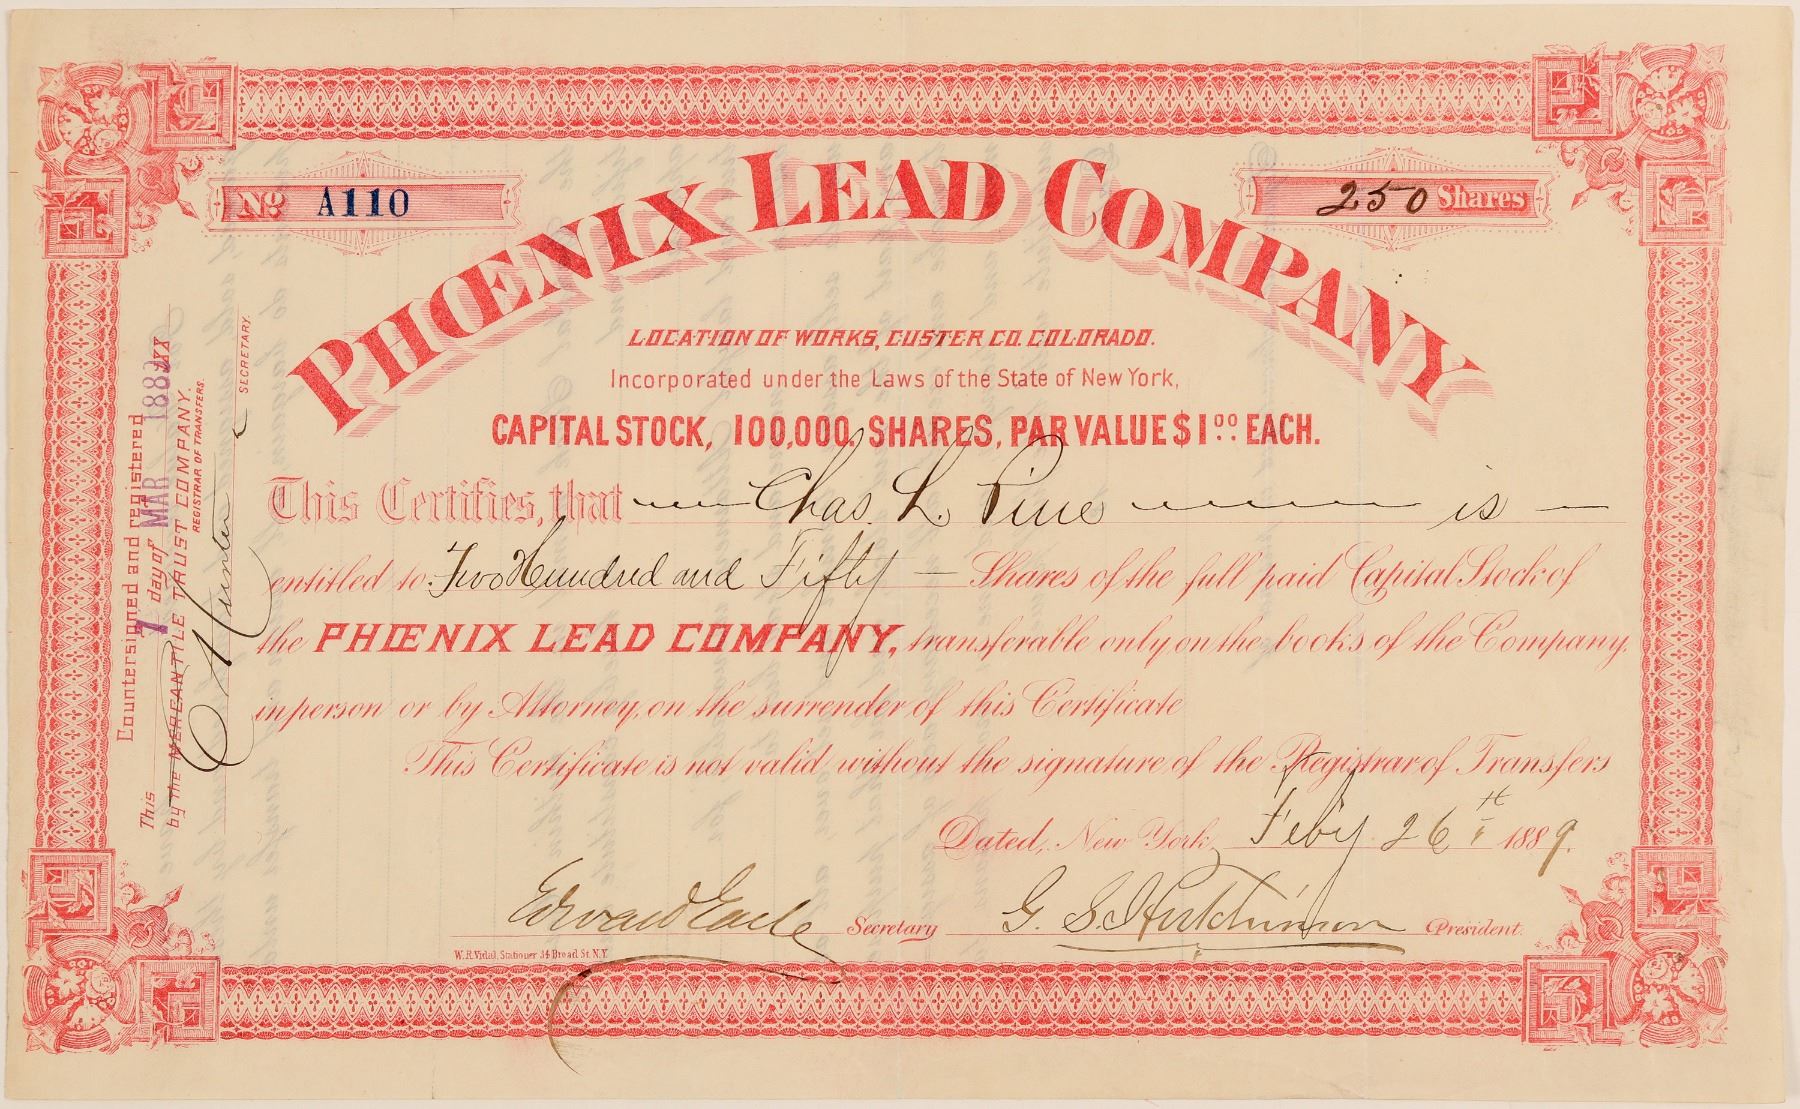 No A110
250 Shares
PHŒNIX LEAD COMPANY
LOCATION OF WORKS, CUSTER CO. COLORADO.
Incorporated under the Laws of the State of New York,
CAPITAL STOCK, 100,000 SHARES, PAR VALUE $1 00 EACH.
This Certifies, that Chas. L. Pine is
entitled to Two Hundred and Fifty Shares of the full paid Capital Stock of
the PHŒNIX LEAD COMPANY, transferable only on the books of the Company,
in person or by Attorney, on the surrender of this Certificate
This Certificate is not valid without the signature of the Registrar of Transfers
Dated, New York, Feby 26th 1889.
Edward Earle Secretary G. S. Hutchinson President.
W. R. Vidal, Stationer 34 Broad St. N.Y.
Countersigned and registered
This 7 day of MAR 188
by the MERCANTILE TRUST COMPANY.
REGISTRAR OF TRANSFERS.
SECRETARY.